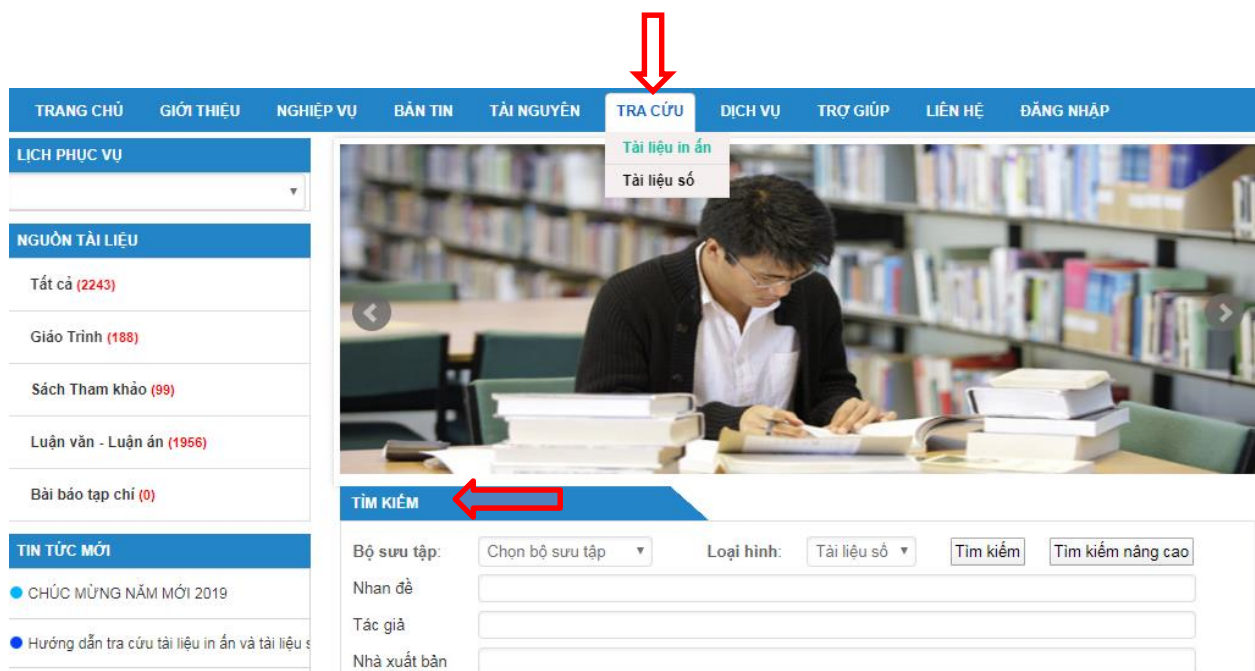 TRANG CHỦ GIỚI THIỆU NGHIỆP VỤ BẢN TIN TÀI NGUYÊN TRA CỨU DỊCH VỤ TRỢ GIÚP LIÊN HỆ ĐĂNG NHẬP
Tài liệu in ấn
Tài liệu số
LỊCH PHỤC VỤ
NGUỒN TÀI LIỆU
Tất cả (2243)
Giáo Trình (188)
Sách Tham khảo (99)
Luận văn - Luận án (1956)
Bài báo tạp chí (0)
TIN TỨC MỚI
CHÚC MỪNG NĂM MỚI 2019
Hướng dẫn tra cứu tài liệu in ấn và tài liệu s
TÌM KIẾM
Bộ sưu tập: Chọn bộ sưu tập Loại hình: Tài liệu số Tìm kiếm Tìm kiếm nâng cao
Nhan đề
Tác giả
Nhà xuất bản